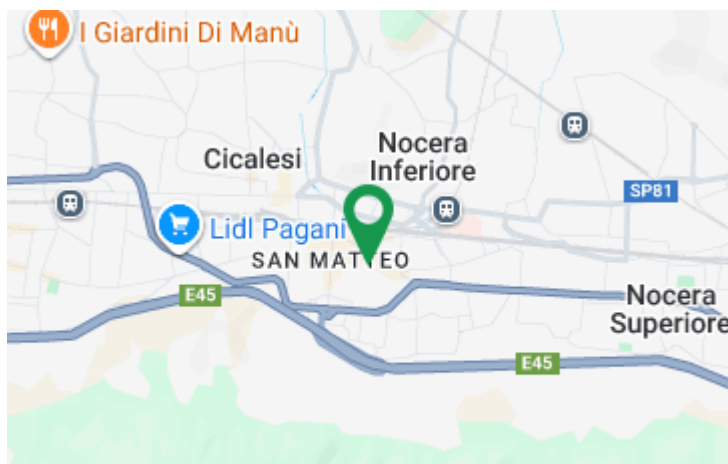 I Giardini Di Manù
Nocera
Inferiore
Cicalesi
SP81
Lidl Pagani
SAN MATTEO
E45
Nocera
Superiore
E45